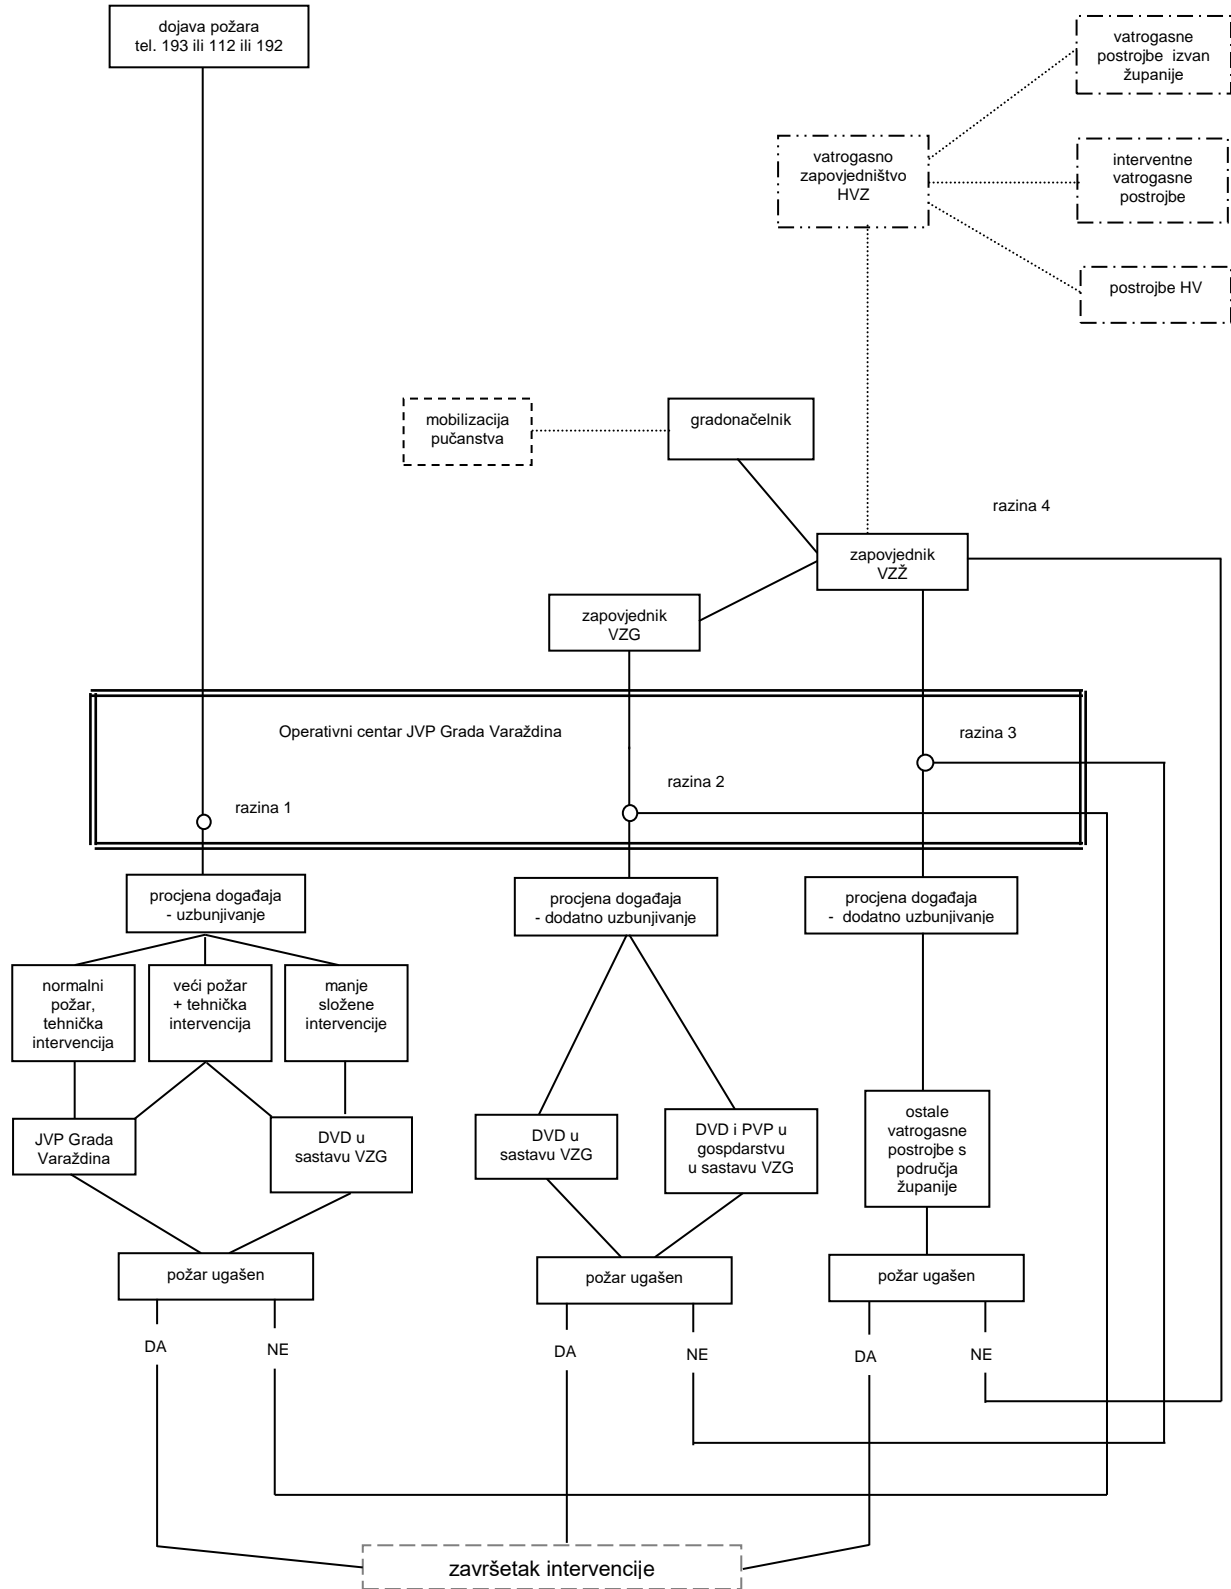 dojava požara
tel. 193 ili 112 ili 192
vatrogasne
postrojbe izvan
županije
vatrogasno
zapovjedništvo
HVZ
interventne
vatrogasne
postrojbe
postrojbe HV
mobilizacija
pučanstva
gradonačelnik
razina 4
zapovjednik
VZŽ
zapovjednik
VZG
Operativni centar JVP Grada Varaždina
razina 3
razina 2
razina 1
procjena događaja
- uzbunjivanje
procjena događaja
- dodatno uzbunjivanje
procjena događaja
- dodatno uzbunjivanje
normalni
požar,
tehnička
intervencija
veći požar
+ tehnička
intervencija
manje
složene
intervencije
JVP Grada
Varaždina
DVD u
sastavu VZG
DVD u
sastavu VZG
DVD i PVP u
gospdarstvu
u sastavu VZG
ostale
vatrogasne
postrojbe s
područja
županije
požar ugašen
požar ugašen
požar ugašen
DA
NE
DA
NE
DA
NE
završetak intervencije